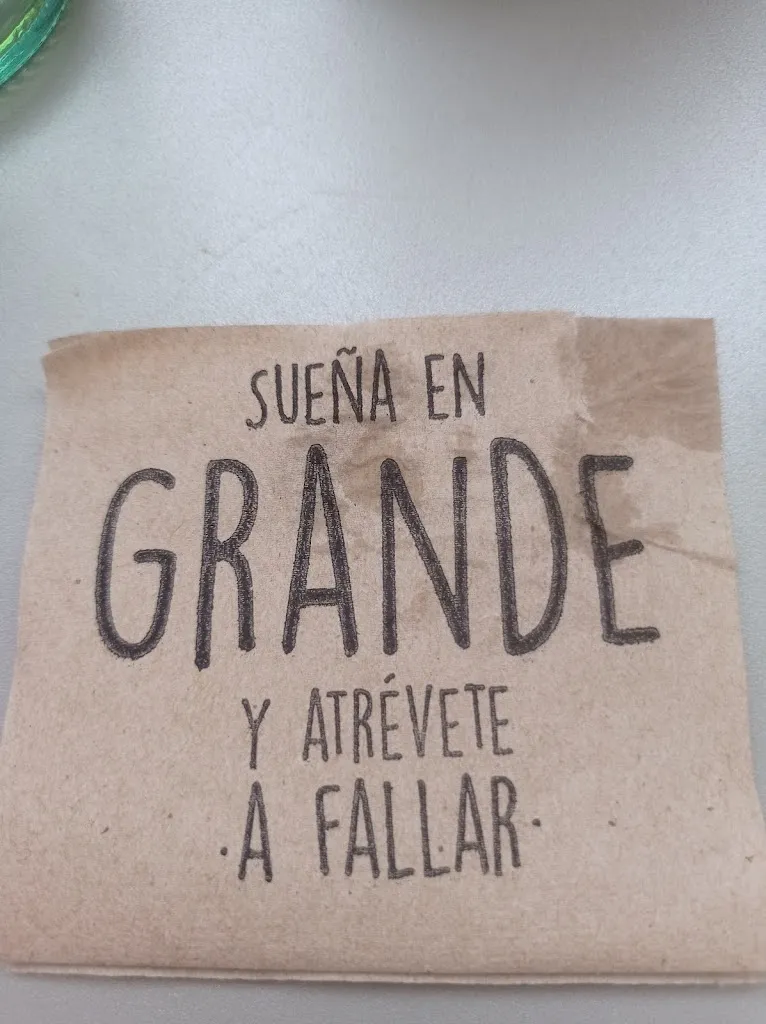 SUEÑA EN
GRANDE
Y ATRÉVETE
·A FALLAR·